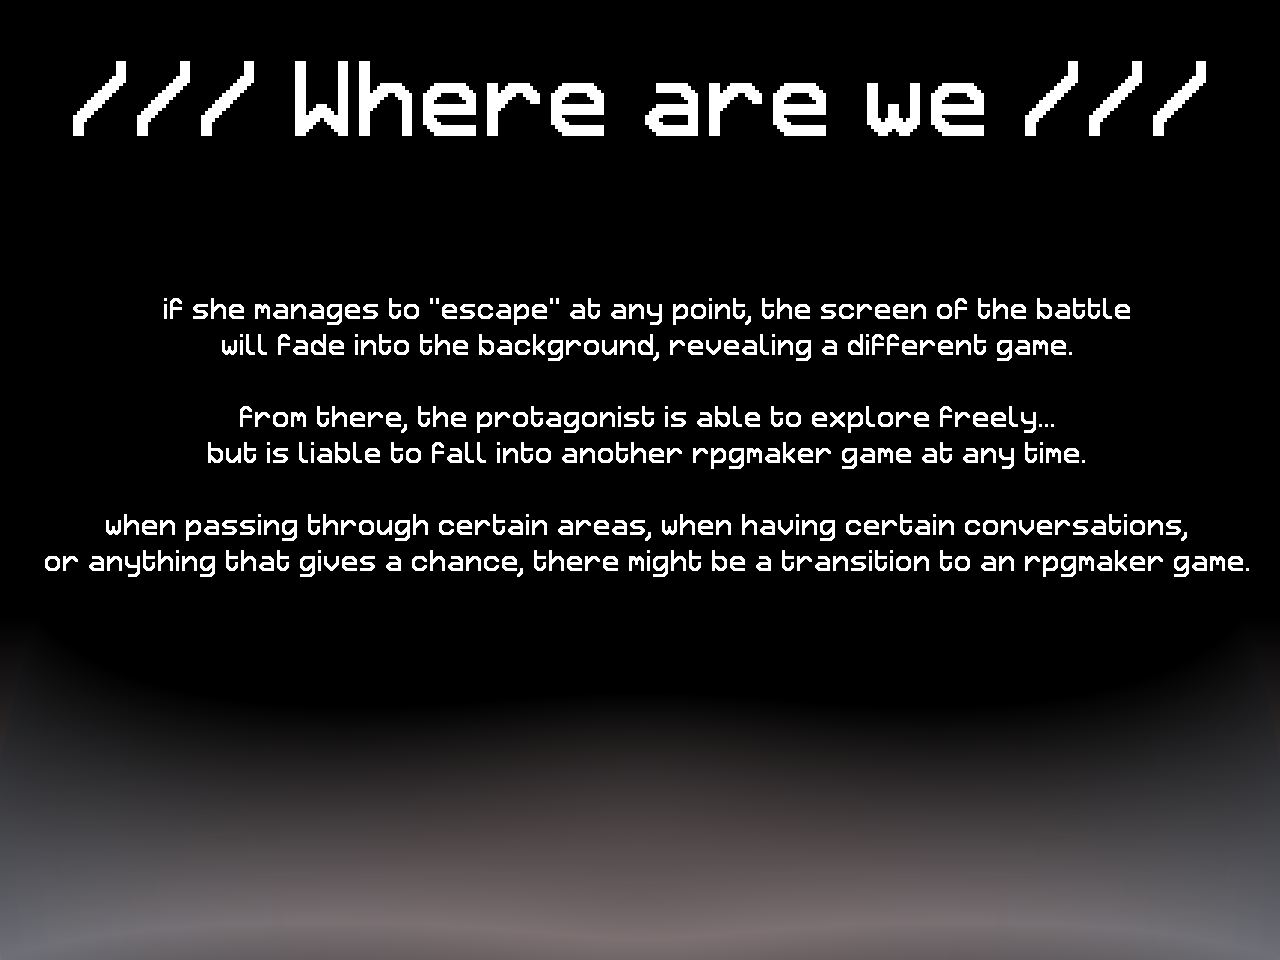 /// Where are we ///
if she manages to "escape" at any point, the screen of the battle
will fade into the background, revealing a different game.
from there, the protagonist is able to explore freely...
but is liable to fall into another rpgmaker game at any time.
when passing through certain areas, when having certain conversations,
or anything that gives a chance, there might be a transition to an rpgmaker game.